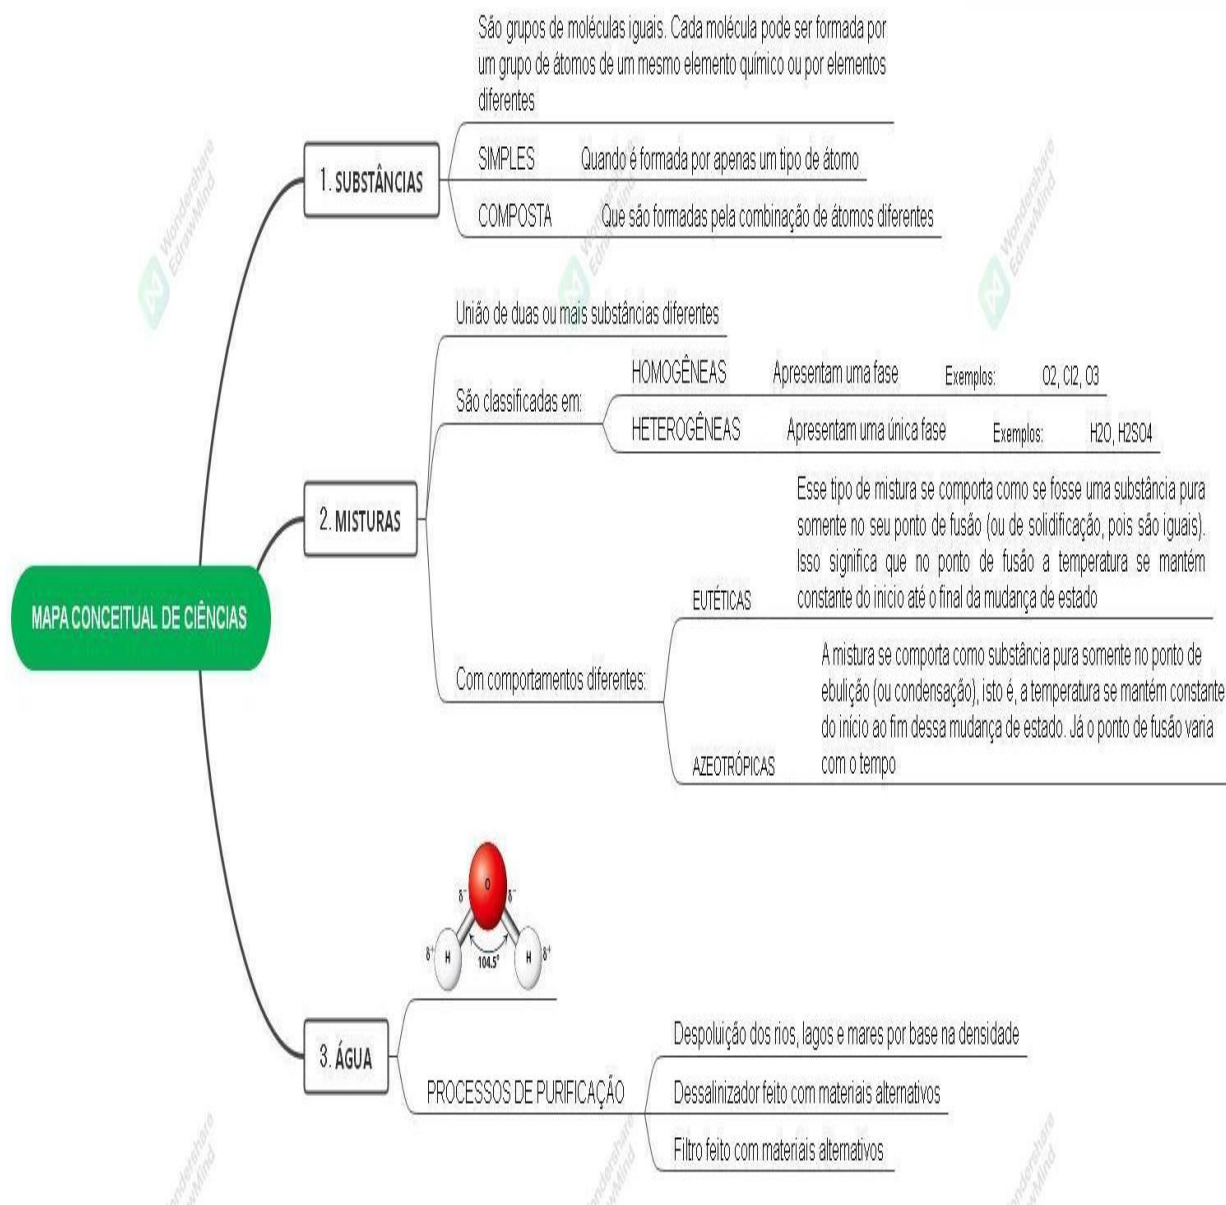 São grupos de moléculas iguais. Cada molécula pode ser formada por
um grupo de átomos de um mesmo elemento químico ou por elementos
diferentes
1. SUBSTÂNCIAS
SIMPLES Quando é formada por apenas um tipo de átomo
COMPOSTA Que são formadas pela combinação de átomos diferentes
Wondershare
EdrawMind
Wondershare
EdrawMind
Wondershare
EdrawMind
União de duas ou mais substâncias diferentes
São classificadas em:
HOMOGÊNEAS Apresentam uma fase Exemplos: O2, Cl2, O3
HETEROGÊNEAS Apresentam uma única fase Exemplos: H2O, H2SO4
2. MISTURAS
Com comportamentos diferentes:
EUTÉTICAS
Esse tipo de mistura se comporta como se fosse uma substância pura
somente no seu ponto de fusão (ou de solidificação, pois são iguais).
Isso significa que no ponto de fusão a temperatura se mantém
constante do inicio até o final da mudança de estado
AZEOTRÓPICAS
A mistura se comporta como substância pura somente no ponto de
ebulição (ou condensação), isto é, a temperatura se mantém constante
do início ao fim dessa mudança de estado. Já o ponto de fusão varia
com o tempo
MAPA CONCEITUAL DE CIÊNCIAS
O
δ⁻ δ⁻
δ⁺ H H δ⁺
104.5°
3. ÁGUA
PROCESSOS DE PURIFICAÇÃO
Despoluição dos rios, lagos e mares por base na densidade
Dessalinizador feito com materiais alternativos
Filtro feito com materiais alternativos